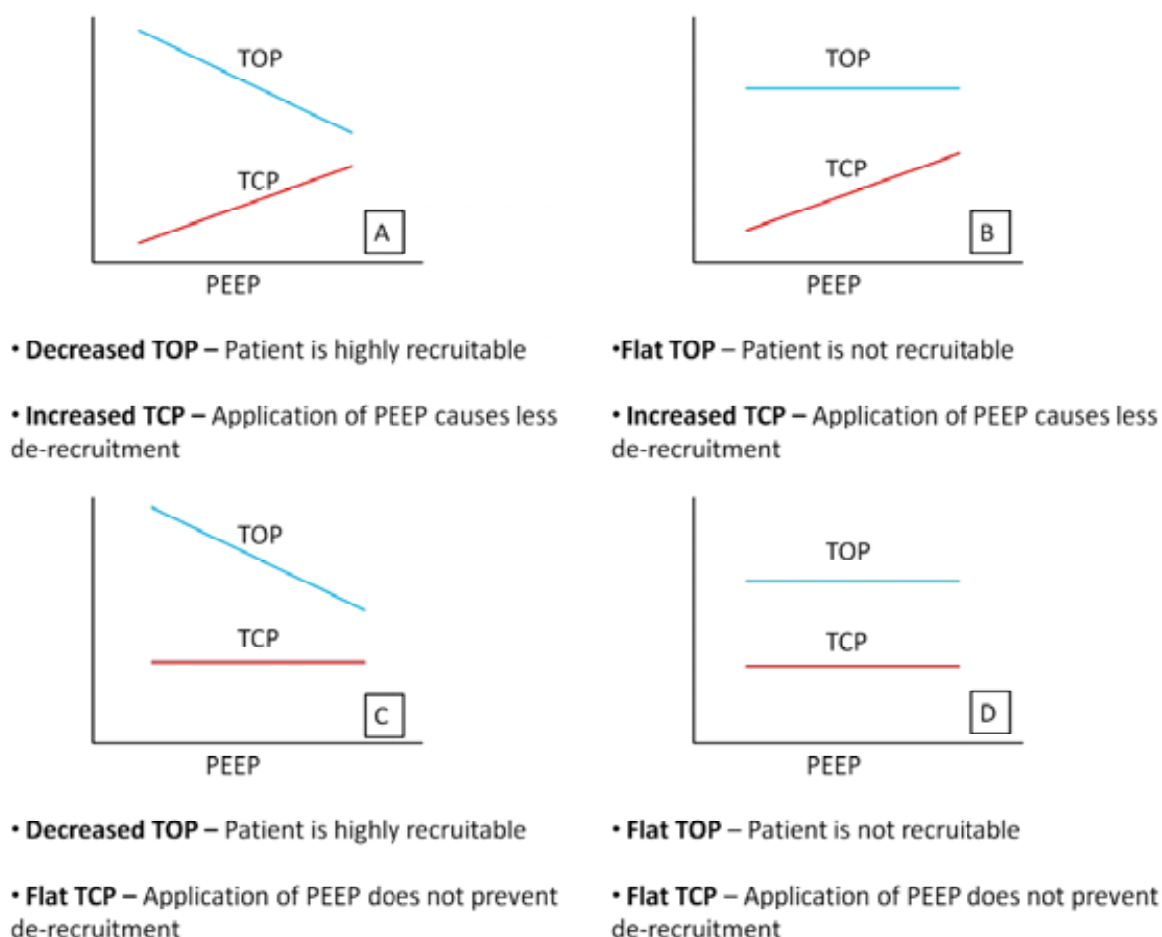 TOP
TCP
A
PEEP
• Decreased TOP – Patient is highly recruitable
• Increased TCP – Application of PEEP causes less
de-recruitment
TOP
TCP
B
PEEP
•Flat TOP – Patient is not recruitable
• Increased TCP – Application of PEEP causes less
de-recruitment
TOP
TCP
C
PEEP
• Decreased TOP – Patient is highly recruitable
• Flat TCP – Application of PEEP does not prevent
de-recruitment
TOP
TCP
D
PEEP
• Flat TOP – Patient is not recruitable
• Flat TCP – Application of PEEP does not prevent
de-recruitment